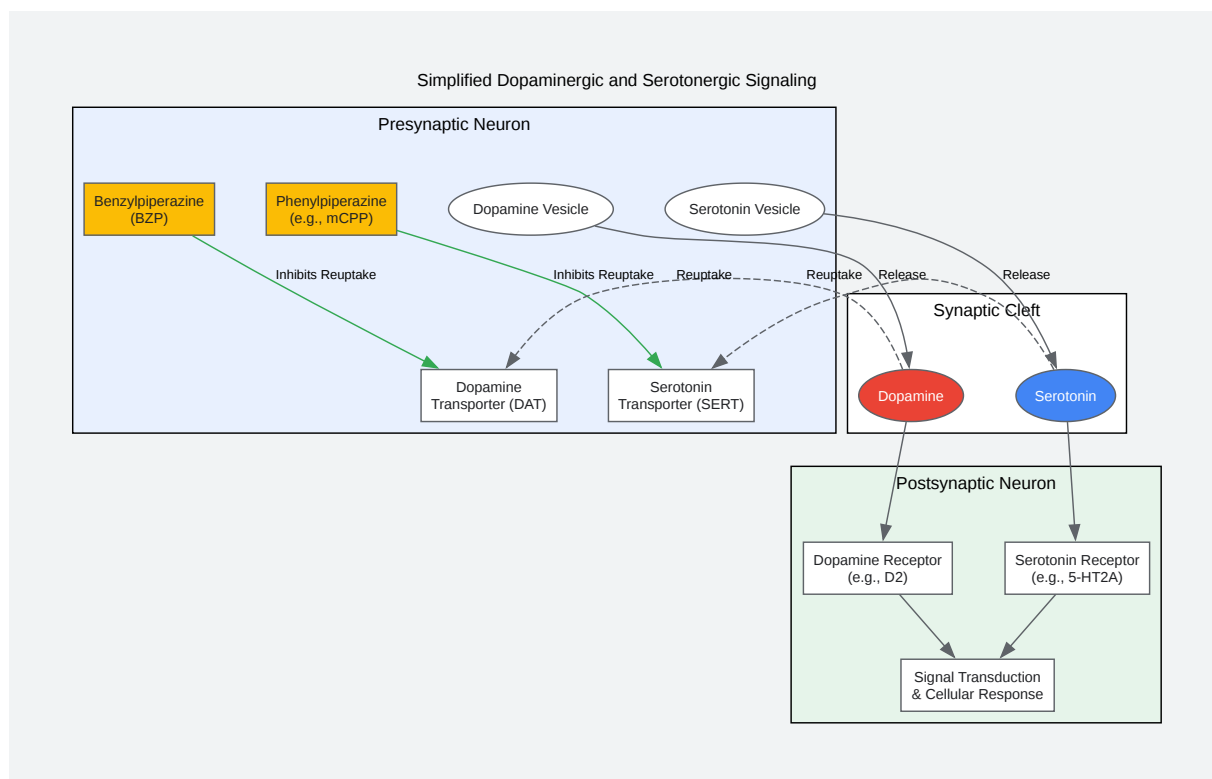 Simplified Dopaminergic and Serotonergic Signaling
Presynaptic Neuron
Benzylpiperazine
(BZP)
Phenylpiperazine
(e.g., mCPP)
Dopamine Vesicle
Serotonin Vesicle
Inhibits Reuptake
Inhibits Reuptake
Reuptake
Reuptake
Release
Release
Synaptic Cleft
Dopamine
Transporter (DAT)
Serotonin
Transporter (SERT)
Dopamine
Serotonin
Postsynaptic Neuron
Dopamine Receptor
(e.g., D2)
Serotonin Receptor
(e.g., 5-HT2A)
Signal Transduction
& Cellular Response